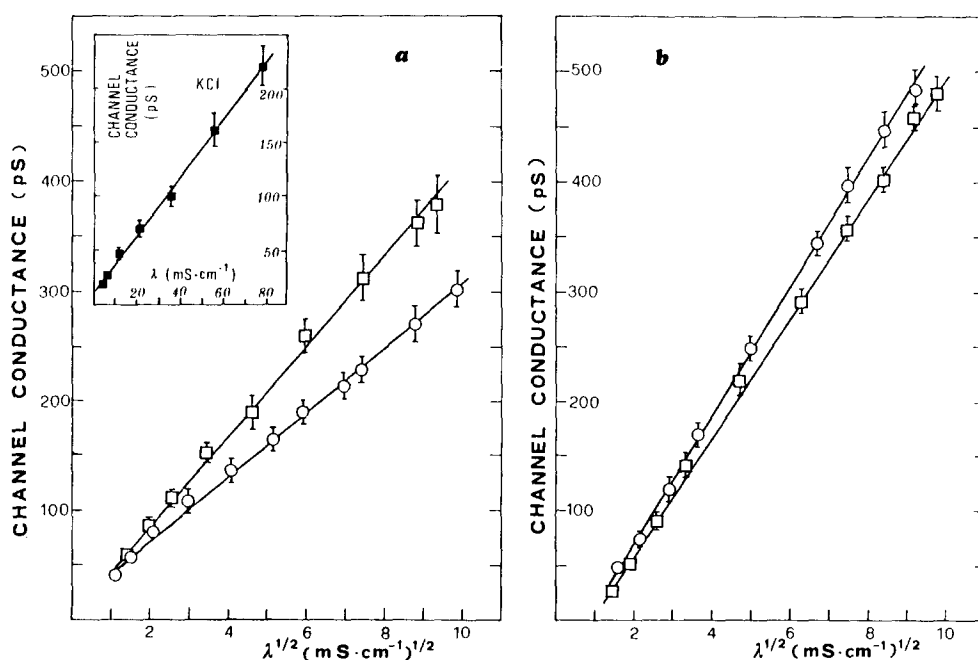 a
CHANNEL CONDUCTANCE (pS)
500
400
300
200
100
2 4 6 8 10
λ1/2 (mS·cm-1)1/2
CHANNEL
CONDUCTANCE
(pS)
KCl
200
150
100
50
λ (mS·cm-1)
20 40 60 80
b
CHANNEL CONDUCTANCE (pS)
500
400
300
200
100
2 4 6 8 10
λ1/2 (mS·cm-1)1/2